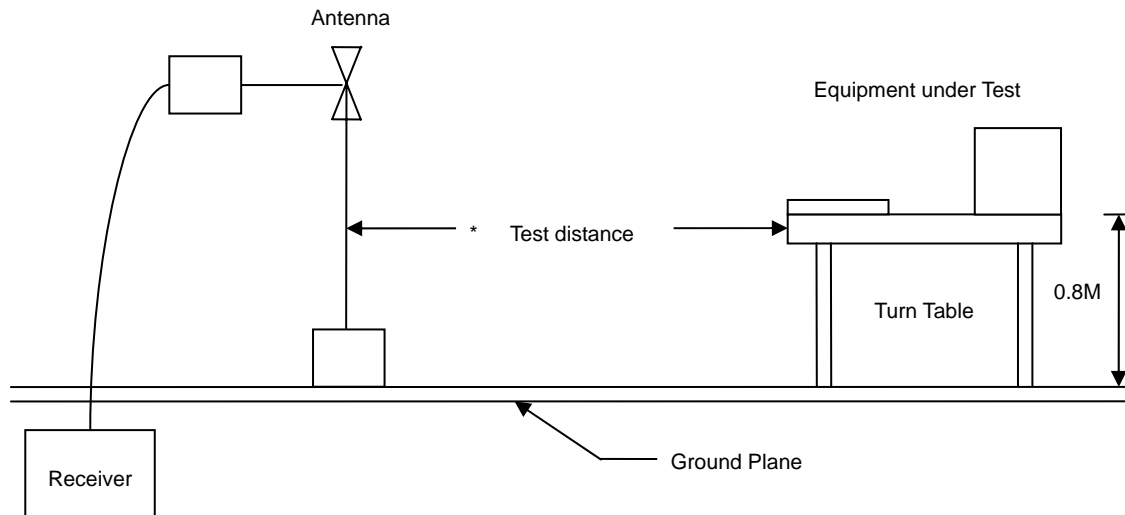 Antenna
Equipment under Test
* Test distance
0.8M
Turn Table
Ground Plane
Receiver